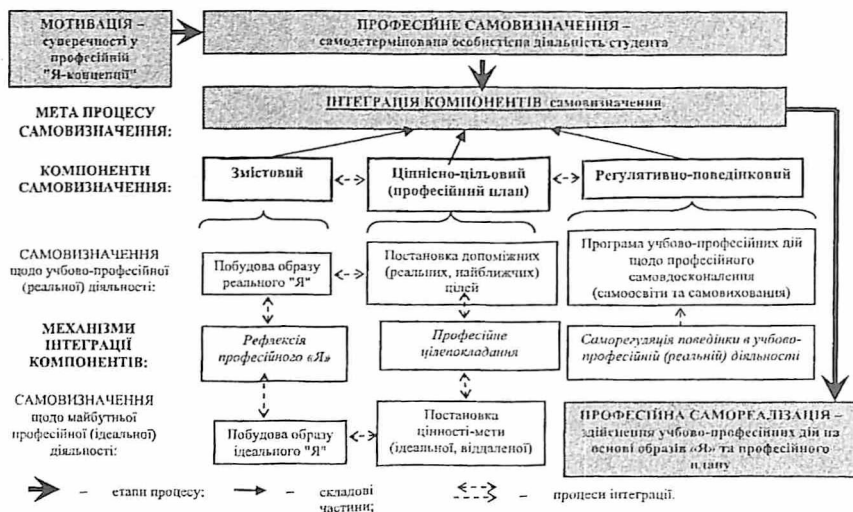 МОТИВАЦІЯ –
суперечності у
професійній
"Я-концепції"
ПРОФЕСІЙНЕ САМОВИЗНАЧЕННЯ –
самодетермінована особистісна діяльність студента
МЕТА ПРОЦЕСУ
САМОВИЗНАЧЕННЯ:
ІНТЕГРАЦІЯ КОМПОНЕНТІВ самовизначення
КОМПОНЕНТИ
САМОВИЗНАЧЕННЯ:
Змістовий
Ціннісно-цільовий
(професійний план)
Регулятивно-поведінковий
САМОВИЗНАЧЕННЯ
щодо учбово-професійної
(реальної) діяльності:
Побудова образу
реального "Я"
Постановка допоміжних
(реальних, найближчих)
цілей
Програма учбово-професійних дій
щодо професійного
самовдосконалення
(самоосвіти та самовиховання)
МЕХАНІЗМИ
ІНТЕГРАЦІЇ
КОМПОНЕНТІВ:
Рефлексія
професійного «Я»
Професійне
цілепокладання
Саморегуляція поведінки в учбово-
професійній (реальній) діяльності
САМОВИЗНАЧЕННЯ
щодо майбутньої
професійної (ідеальної)
діяльності:
Побудова образу
ідеального "Я"
Постановка
цінності-мети
(ідеальної, віддаленої)
ПРОФЕСІЙНА САМОРЕАЛІЗАЦІЯ –
здійснення учбово-професійних дій на
основі образів «Я» та професійного
плану
– етапи процесу;
– складові
частини;
– процеси інтеграції.